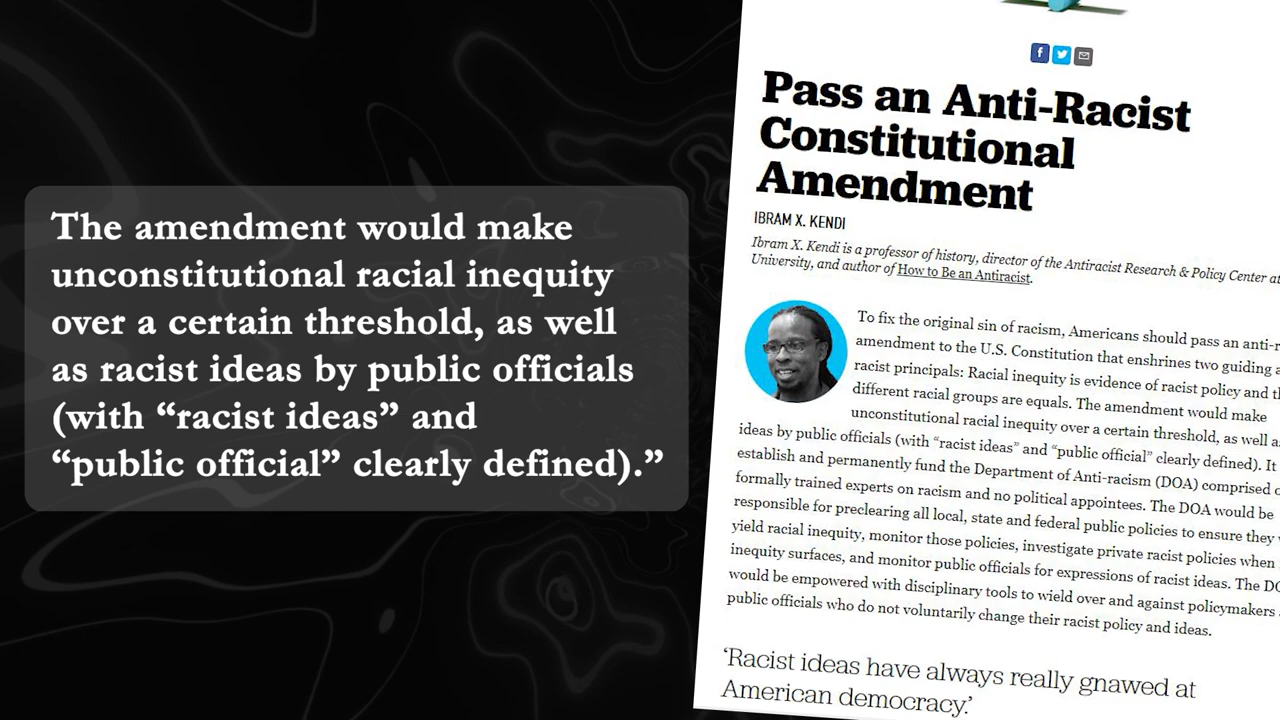 The amendment would make
unconstitutional racial inequity
over a certain threshold, as well
as racist ideas by public officials
(with “racist ideas” and
“public official” clearly defined).”
f
Pass an Anti-Racist
Constitutional
Amendment
IBRAM X. KENDI
Ibram X. Kendi is a professor of history, director of the Antiracist Research & Policy Center at
University, and author of How to Be an Antiracist.
To fix the original sin of racism, Americans should pass an anti-r
amendment to the U.S. Constitution that enshrines two guiding a
racist principals: Racial inequity is evidence of racist policy and th
different racial groups are equals. The amendment would make
unconstitutional racial inequity over a certain threshold, as well a
ideas by public officials (with “racist ideas” and “public official” clearly defined). It
establish and permanently fund the Department of Anti-racism (DOA) comprised o
formally trained experts on racism and no political appointees. The DOA would be
responsible for preclearing all local, state and federal public policies to ensure they
yield racial inequity, monitor those policies, investigate private racist policies when
inequity surfaces, and monitor public officials for expressions of racist ideas. The DO
would be empowered with disciplinary tools to wield over and against policymakers
public officials who do not voluntarily change their racist policy and ideas.
‘Racist ideas have always really gnawed at
American democracy.’